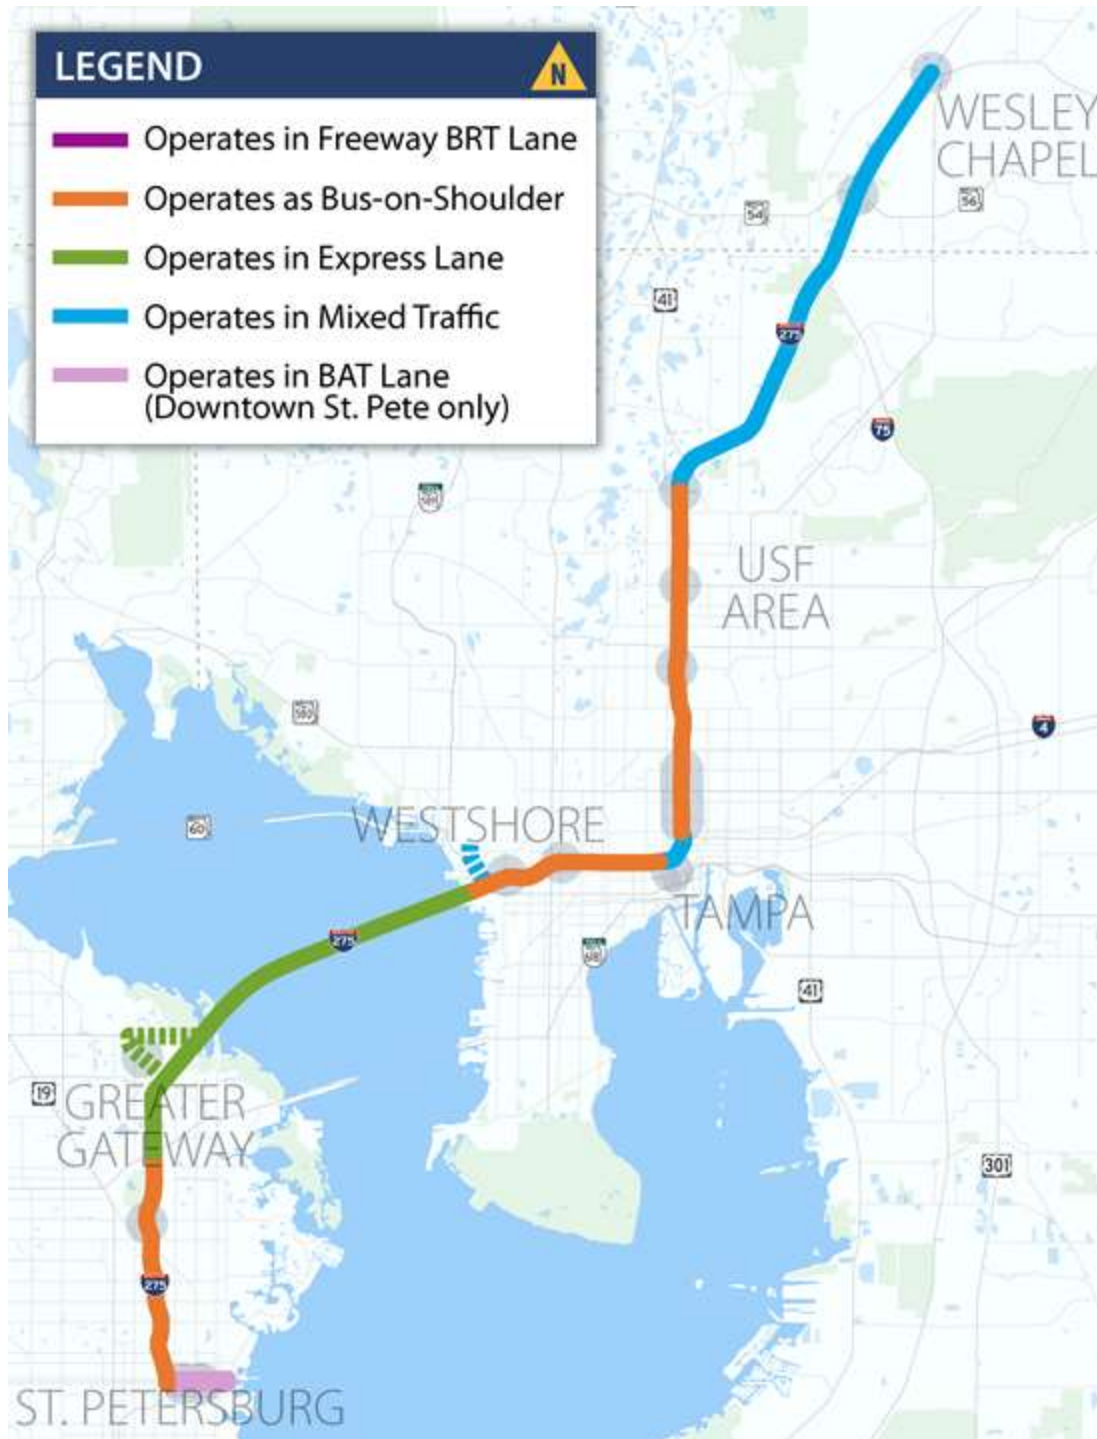 LEGEND
N
Operates in Freeway BRT Lane
Operates as Bus-on-Shoulder
Operates in Express Lane
Operates in Mixed Traffic
Operates in BAT Lane
(Downtown St. Pete only)
WESLEY
CHAPEL
54
56
41
275
75
589
USF
AREA
580
4
60
WESTSHORE
TAMPA
275
618
41
19
GREATER
GATEWAY
301
275
ST. PETERSBURG